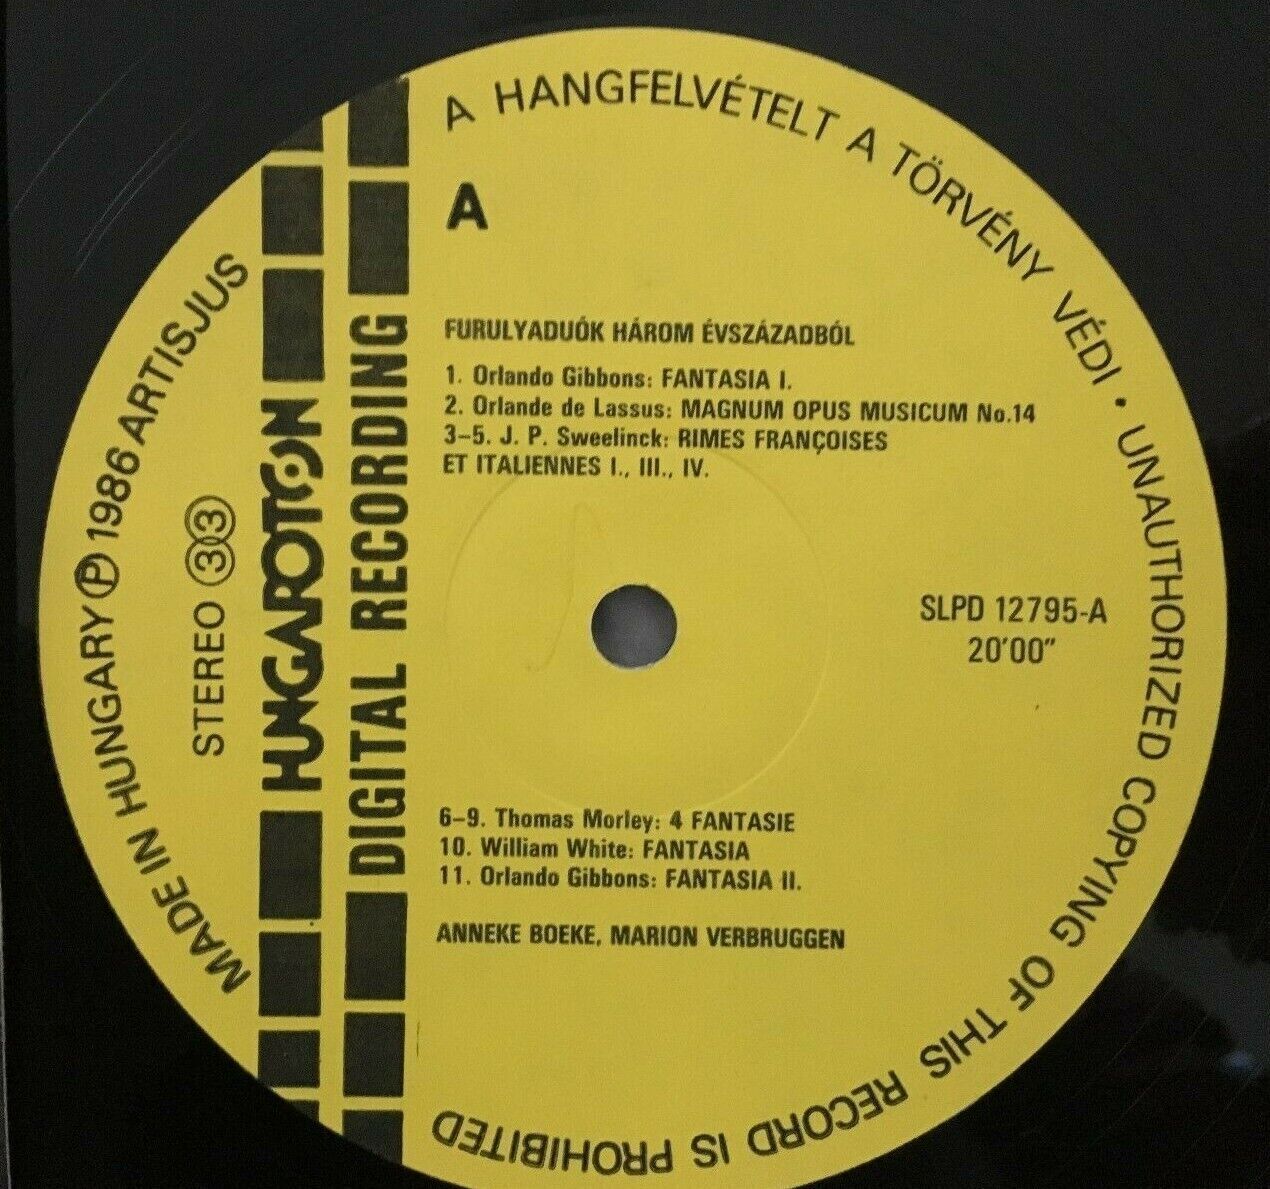 A HANGFELVÉTELT A TÖRVÉNY VÉDI • UNAUTHORIZED COPYING OF THIS RECORD IS PROHIBITED
MADE IN HUNGARY Ⓟ 1986 ARTISJUS
STEREO 33
HUNGAROTON
DIGITAL RECORDING
A
FURULYADUÓK HÁROM ÉVSZÁZADBÓL
1. Orlando Gibbons: FANTASIA I.
2. Orlande de Lassus: MAGNUM OPUS MUSICUM No.14
3–5. J. P. Sweelinck: RIMES FRANÇOISES
ET ITALIENNES I., III., IV.
SLPD 12795-A
20'00"
6–9. Thomas Morley: 4 FANTASIE
10. William White: FANTASIA
11. Orlando Gibbons: FANTASIA II.
ANNEKE BOEKE, MARION VERBRUGGEN